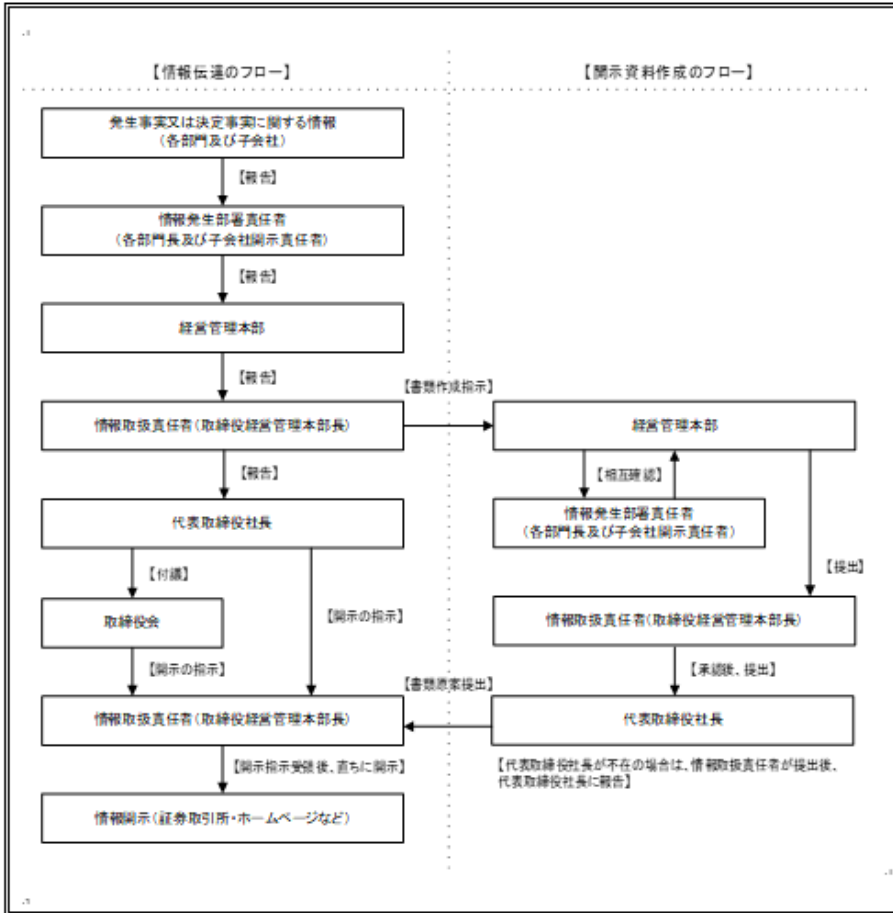 【情報伝達のフロー】
【開示資料作成のフロー】
発生事実又は決定事実に関する情報
（各部門及び子会社）
【報告】
情報発生部署責任者
（各部門長及び子会社開示責任者）
【報告】
経営管理本部
【報告】
【書類作成指示】
情報取扱責任者（取締役経営管理本部長）
経営管理本部
【報告】
【相互確認】
代表取締役社長
情報発生部署責任者
（各部門長及び子会社開示責任者）
【付議】
【提出】
取締役会
【開示の指示】
情報取扱責任者（取締役経営管理本部長）
【開示の指示】
【承認後、提出】
【書類原案提出】
情報取扱責任者（取締役経営管理本部長）
代表取締役社長
【開示指示受領後、直ちに開示】
【代表取締役社長が不在の場合は、情報取扱責任者が提出後、
代表取締役社長に報告】
情報開示（証券取引所・ホームページなど）